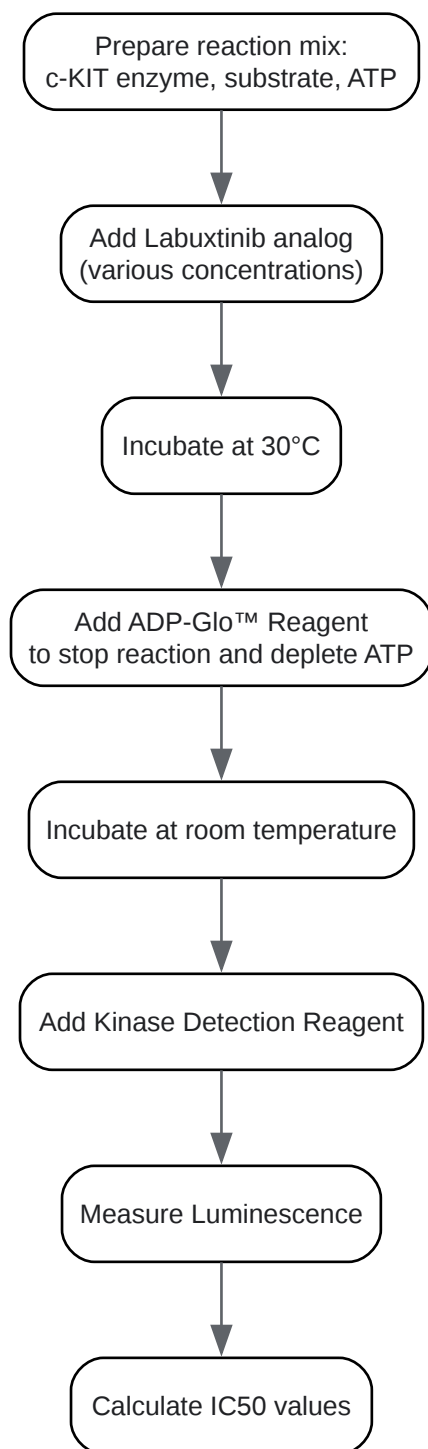 Prepare reaction mix:
c-KIT enzyme, substrate, ATP
Add Labuxtinib analog
(various concentrations)
Incubate at 30°C
Add ADP-Glo™ Reagent
to stop reaction and deplete ATP
Incubate at room temperature
Add Kinase Detection Reagent
Measure Luminescence
Calculate IC50 values